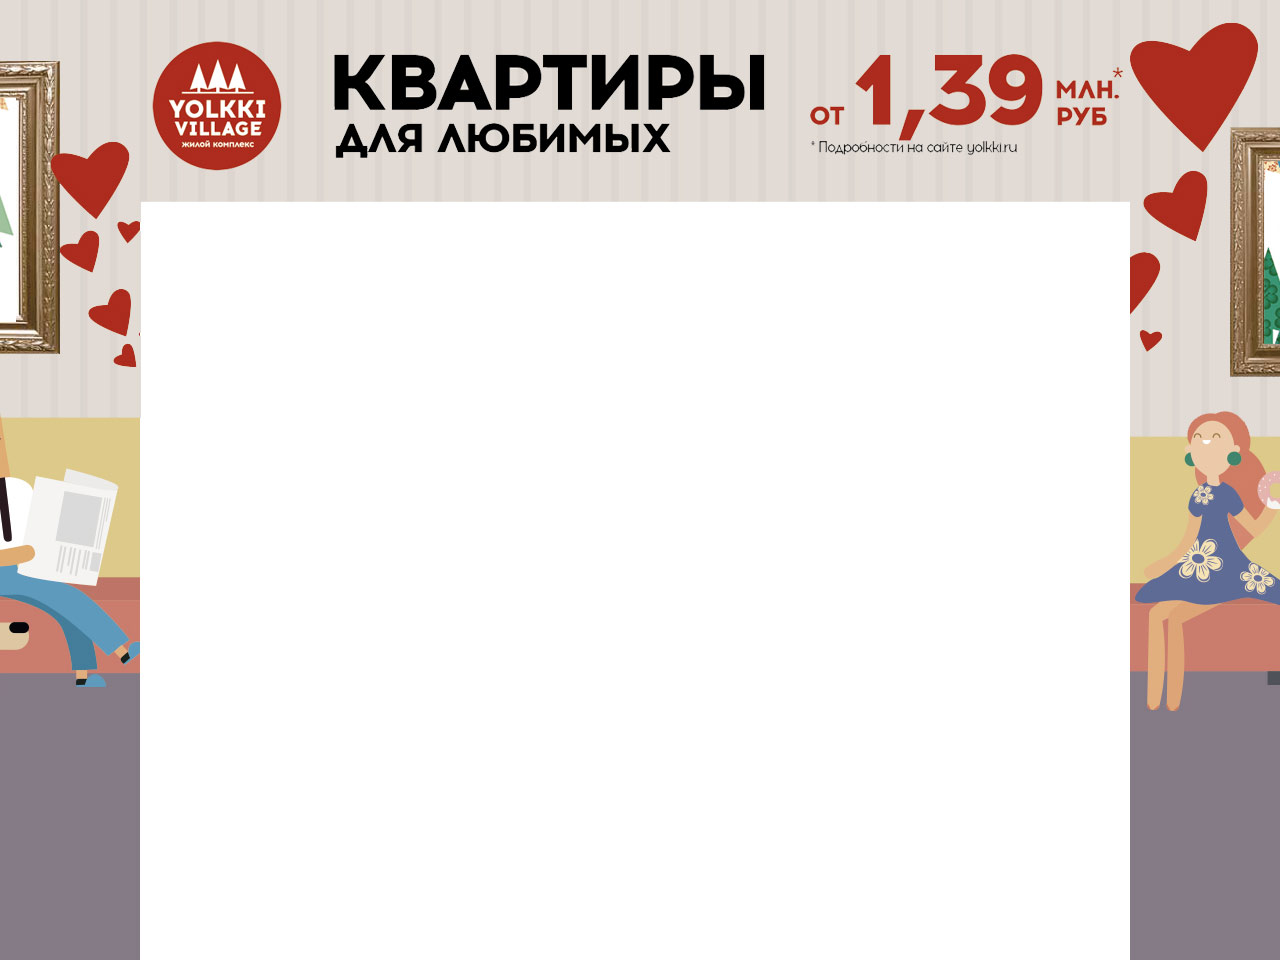 YOLKKI
VILLAGE
ЖИЛОЙ КОМПЛЕКС
КВАРТИРЫ
ДЛЯ ЛЮБИМЫХ
ОТ 1,39 МЛН.*
РУБ
* Подробности на сайте yolkki.ru